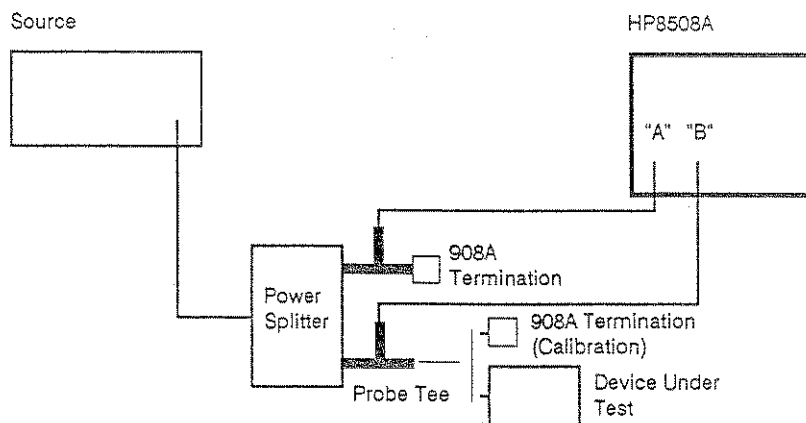 Source
HP8508A
"A" "B"
908A
Termination
Power
Splitter
908A Termination
(Calibration)
Probe Tee
Device Under
Test